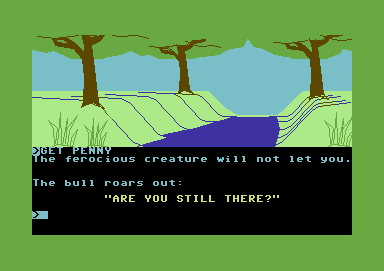 >GET PENNY
The ferocious creature will not let you.
The bull roars out:
"ARE YOU STILL THERE?"
>